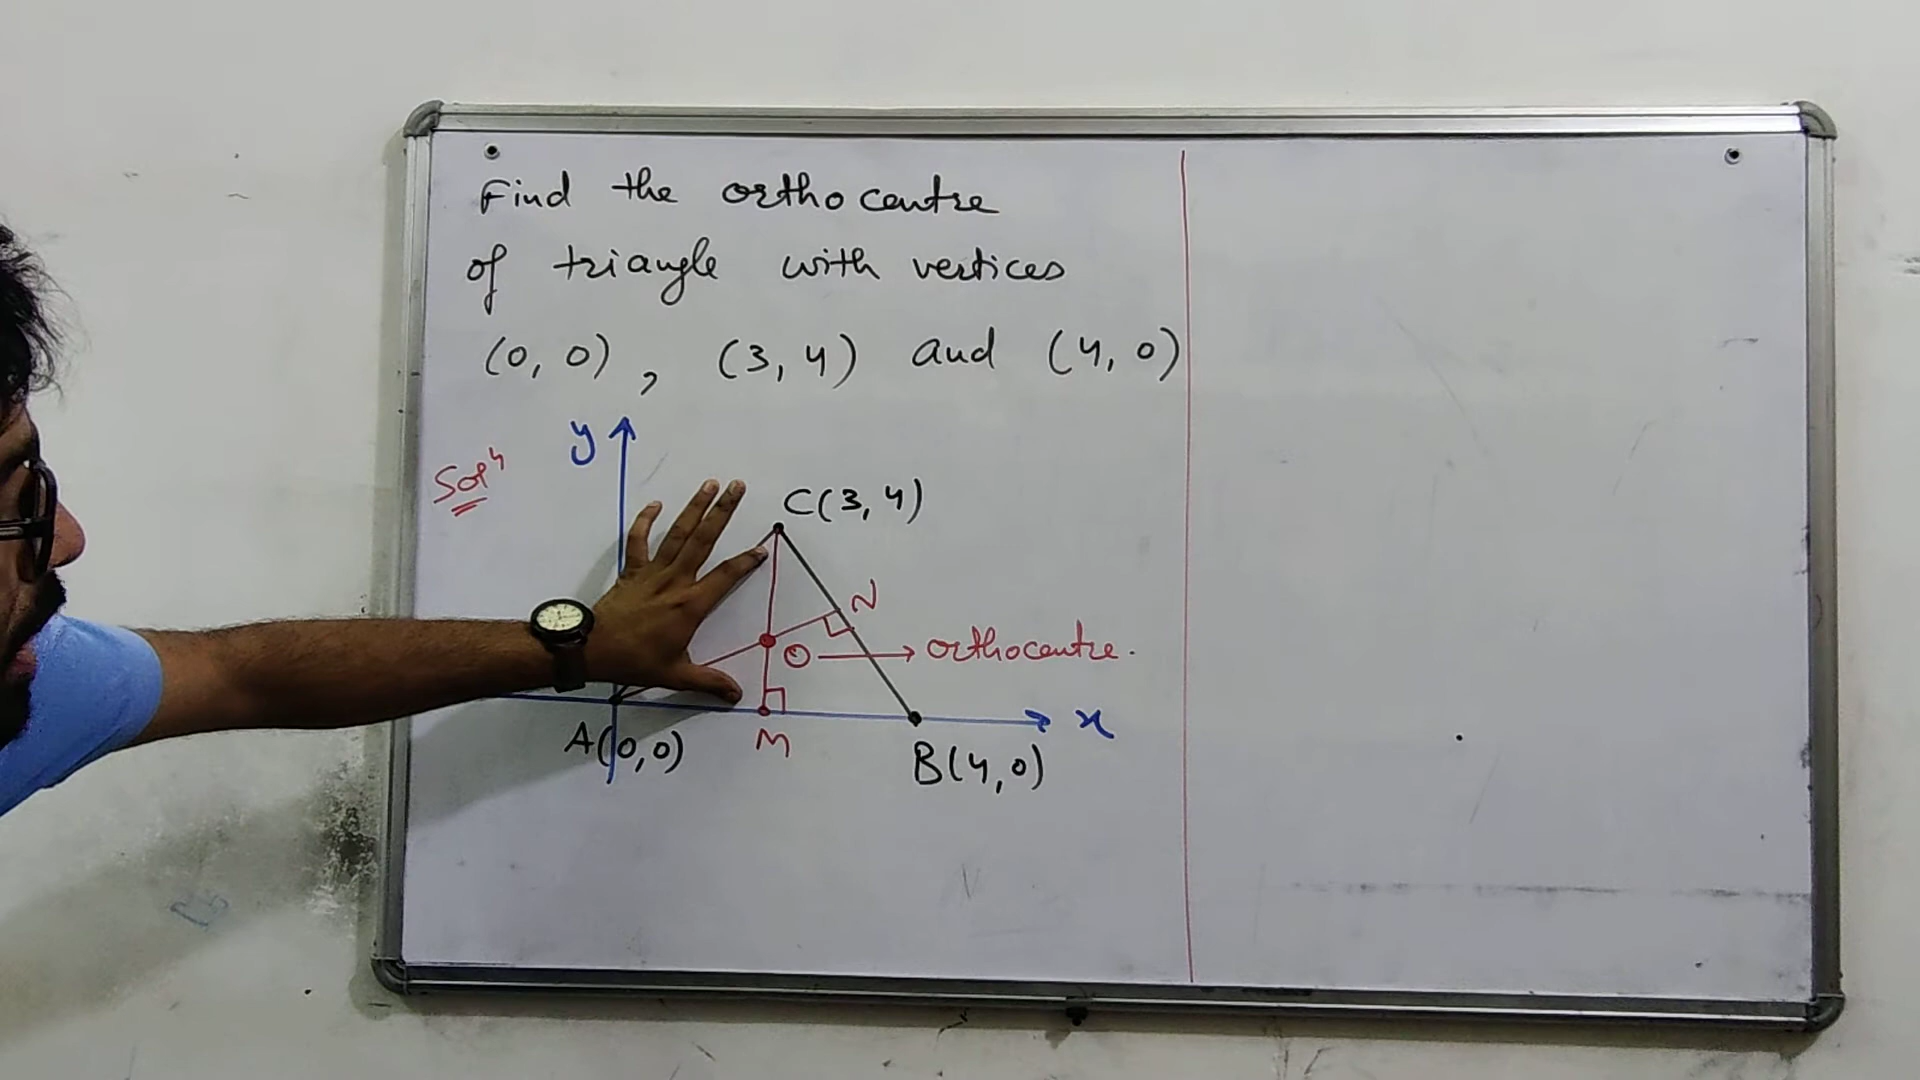 Find the orthocentre
of triangle with vertices
(0, 0), (3, 4) and (4, 0)
y
Solⁿ
C(3, 4)
N
O → orthocentre.
x
A(0,0)
M
B(4,0)